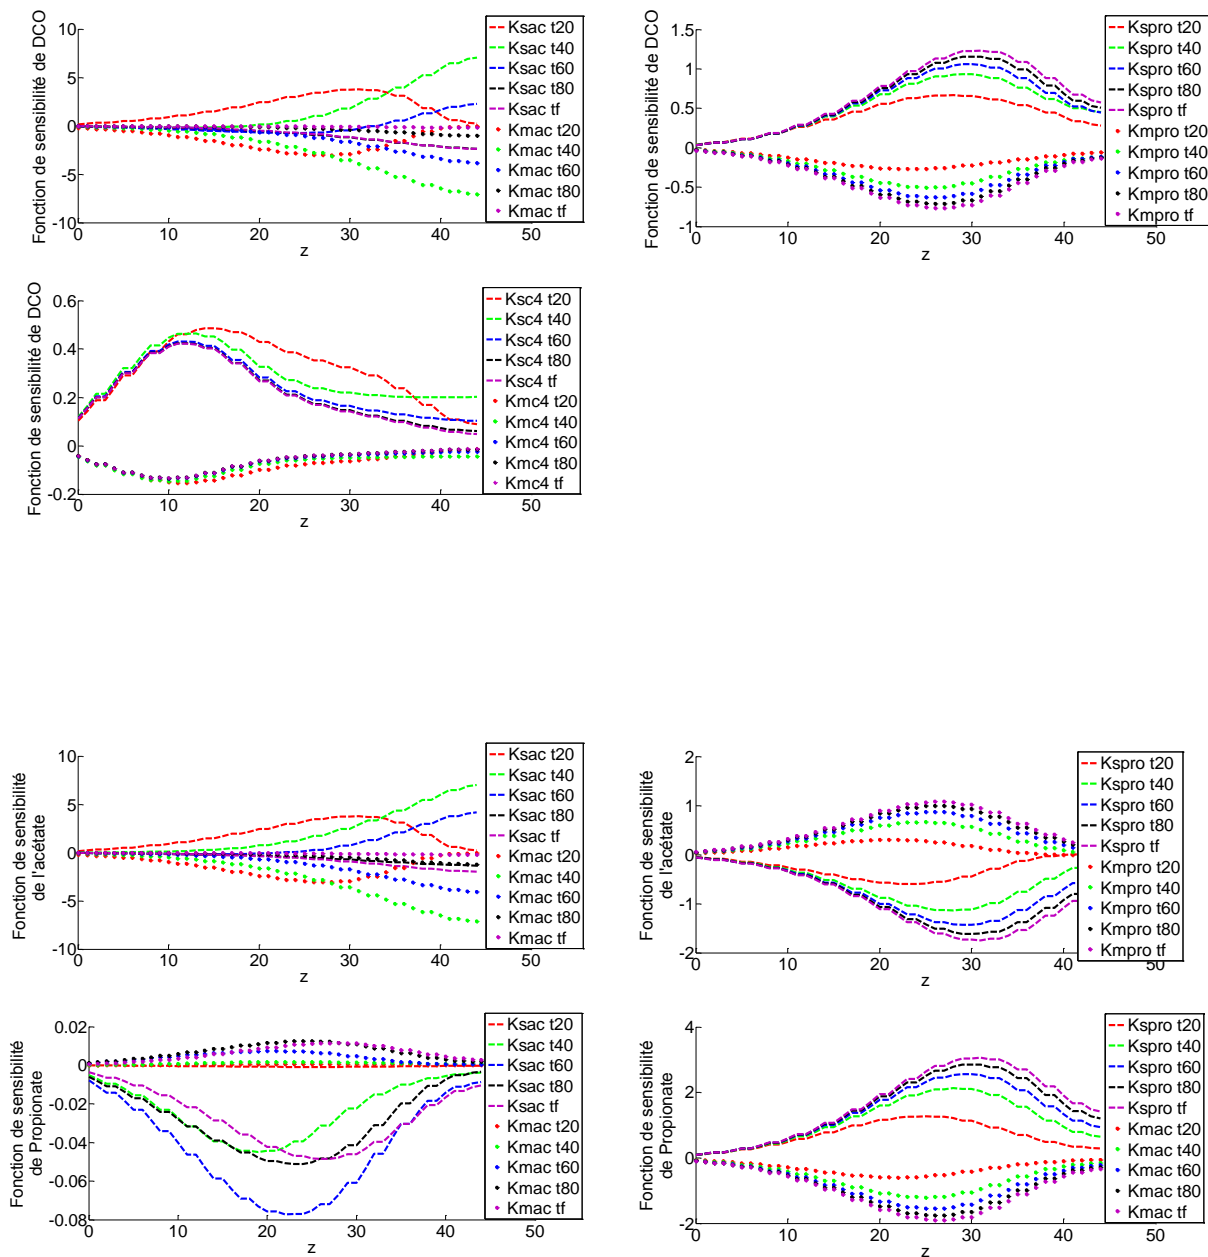 Fonction de sensibilité de DCO
10
5
0
-5
-10
0
10
20
30
40
50
z
Ksac t20
Ksac t40
Ksac t60
Ksac t80
Ksac tf
Kmac t20
Kmac t40
Kmac t60
Kmac t80
Kmac tf
Fonction de sensibilité de DCO
1.5
1
0.5
0
-0.5
-1
0
10
20
30
40
50
z
Kspro t20
Kspro t40
Kspro t60
Kspro t80
Kspro tf
Kmpro t20
Kmpro t40
Kmpro t60
Kmpro t80
Kmpro tf
Fonction de sensibilité de DCO
0.6
0.4
0.2
0
-0.2
0
10
20
30
40
50
z
Ksc4 t20
Ksc4 t40
Ksc4 t60
Ksc4 t80
Ksc4 tf
Kmc4 t20
Kmc4 t40
Kmc4 t60
Kmc4 t80
Kmc4 tf
Fonction de sensibilité
de l'acétate
10
5
0
-5
-10
0
10
20
30
40
50
z
Ksac t20
Ksac t40
Ksac t60
Ksac t80
Ksac tf
Kmac t20
Kmac t40
Kmac t60
Kmac t80
Kmac tf
Fonction de sensibilité
de l'acétate
2
1
0
-1
-2
0
10
20
30
40
50
z
Kspro t20
Kspro t40
Kspro t60
Kspro t80
Kspro tf
Kmpro t20
Kmpro t40
Kmpro t60
Kmpro t80
Kmpro tf
Fonction de sensibilité
de Propionate
0.02
0
-0.02
-0.04
-0.06
-0.08
0
10
20
30
40
50
z
Ksac t20
Ksac t40
Ksac t60
Ksac t80
Ksac tf
Kmac t20
Kmac t40
Kmac t60
Kmac t80
Kmac tf
Fonction de sensibilité
de Propionate
4
2
0
-2
0
10
20
30
40
50
z
Kspro t20
Kspro t40
Kspro t60
Kspro t80
Kspro tf
Kmac t20
Kmac t40
Kmac t60
Kmac t80
Kmac tf